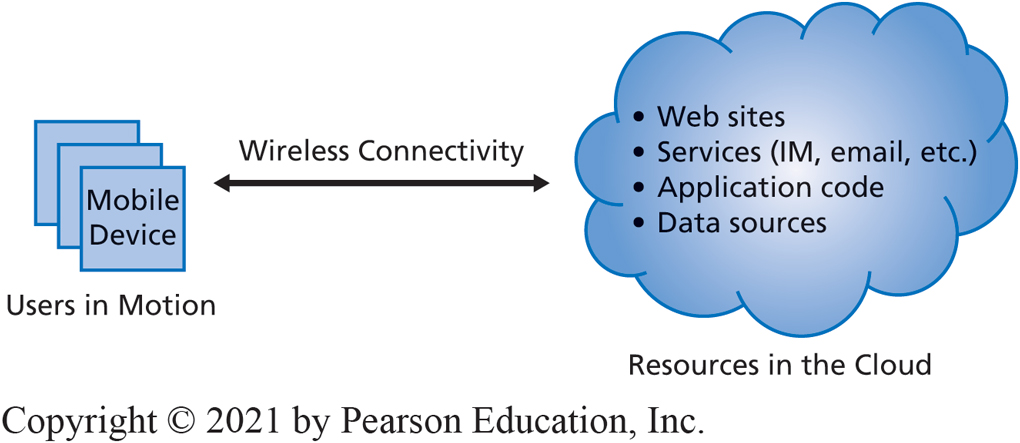 Mobile
Device
Users in Motion
Wireless Connectivity
• Web sites
• Services (IM, email, etc.)
• Application code
• Data sources
Resources in the Cloud
Copyright © 2021 by Pearson Education, Inc.